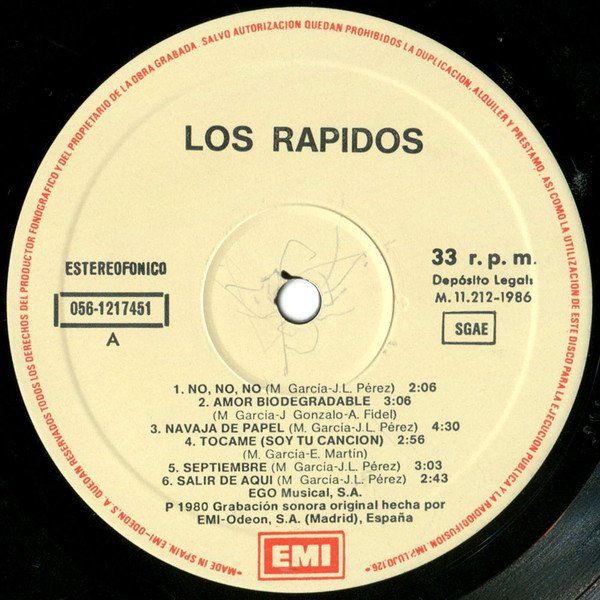 TODOS LOS DERECHOS DEL PRODUCTOR FONOGRAFICO Y DEL PROPIETARIO DE LA OBRA GRABADA. SALVO AUTORIZACION QUEDAN PROHIBIDOS LA DUPLICACION, ALQUILER Y PRESTAMO, ASI COMO LA UTILIZACION DE ESTE DISCO PARA LA EJECUCION PUBLICA Y LA RADIODIFUSION.
LOS RAPIDOS
ESTEREOFONICO
056-1217451
A
33 r. p. m.
Depósito Legal:
M. 11.212-1986
SGAE
1. NO, NO, NO (M García-J.L. Pérez) 2:06
2. AMOR BIODEGRADABLE 3:06
(M García-J Gonzalo-A. Fidel)
3. NAVAJA DE PAPEL (M García-J.L. Pérez) 4:30
4. TOCAME (SOY TU CANCION) 2:56
(M. García-E. Martín)
5. SEPTIEMBRE (M García-J.L. Pérez) 3:03
6. SALIR DE AQUI (M García-J.L. Pérez) 2:43
EGO Musical, S.A.
P 1980 Grabación sonora original hecha por
EMI-Odeon, S.A. (Madrid), España
EMI
*MADE IN SPAIN. EMI-ODEON, S.A. QUEDAN RESERVADOS